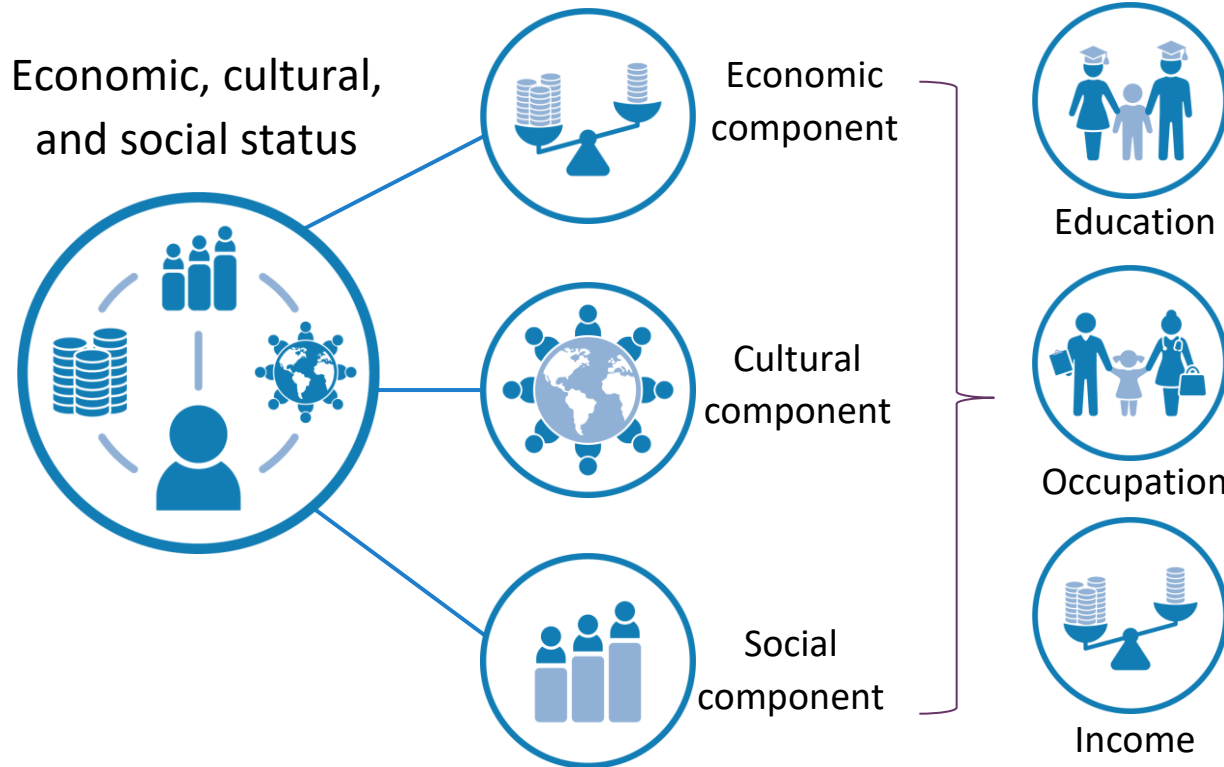 Economic, cultural,
and social status
Economic
component
Cultural
component
Social
component
Education
Occupation
Income